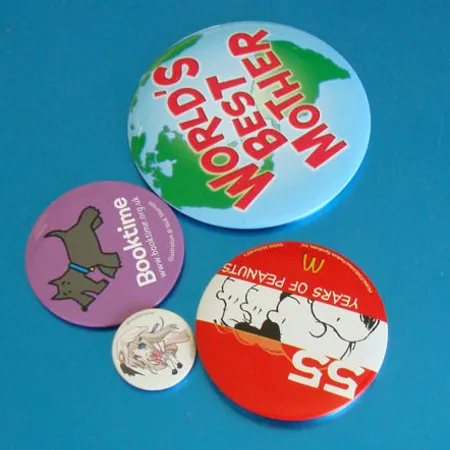 WORLD'S
BEST
MOTHER
Booktime
www.booktime.org.uk
55
YEARS OF PEANUTS